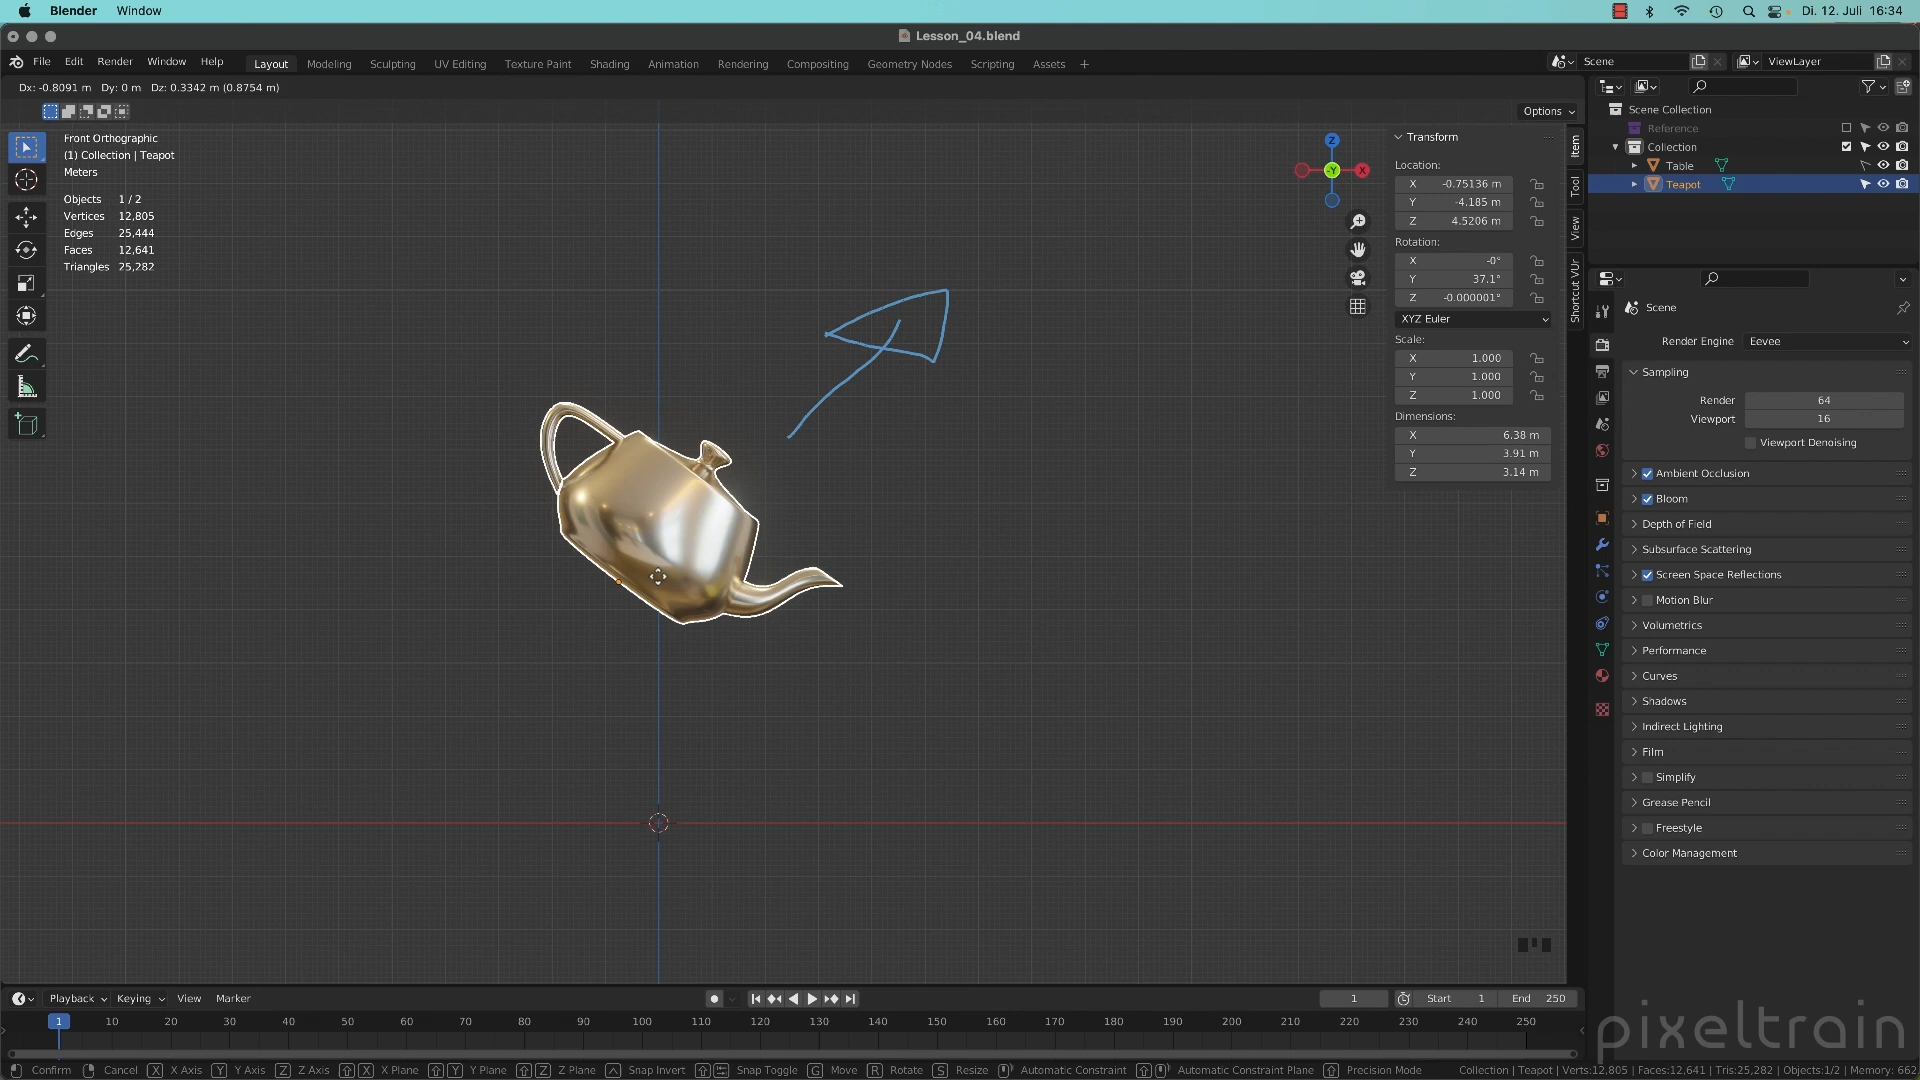 Blender Window Di. 12. Juli 16:34
Lesson_04.blend
File Edit Render Window Help Layout Modeling Sculpting UV Editing Texture Paint Shading Animation Rendering Compositing Geometry Nodes Scripting Assets + Scene ViewLayer
Dx: -0.8091 m Dy: 0 m Dz: 0.3342 m (0.8754 m)
Options
Front Orthographic
(1) Collection | Teapot
Meters
Objects 1 / 2
Vertices 12,805
Edges 25,444
Faces 12,641
Triangles 25,282
Z
-Y
X
Transform
Location:
X -0.75136 m
Y -4.185 m
Z 4.5206 m
Rotation:
X -0°
Y 37.1°
Z -0.000001°
XYZ Euler
Scale:
X 1.000
Y 1.000
Z 1.000
Dimensions:
X 6.38 m
Y 3.91 m
Z 3.14 m
Item
Tool
View
Shortcut VUr
Scene Collection
Reference
Collection
Table
Teapot
Scene
Render Engine Eevee
Sampling
Render 64
Viewport 16
Viewport Denoising
Ambient Occlusion
Bloom
Depth of Field
Subsurface Scattering
Screen Space Reflections
Motion Blur
Volumetrics
Performance
Curves
Shadows
Indirect Lighting
Film
Simplify
Grease Pencil
Freestyle
Color Management
Playback Keying View Marker 1 Start 1 End 250
1 10 20 30 40 50 60 70 80 90 100 110 120 130 140 150 160 170 180 190 200 210 220 230 240 250
pixeltrain
Confirm Cancel X X Axis Y Y Axis Z Z Axis X X Plane Y Y Plane Z Z Plane Snap Invert Snap Toggle G Move R Rotate S Resize Automatic Constraint Automatic Constraint Plane Precision Mode Collection | Teapot | Verts:12,805 | Faces:12,641 | Tris:25,282 | Objects:1/2 | Memory: 662.